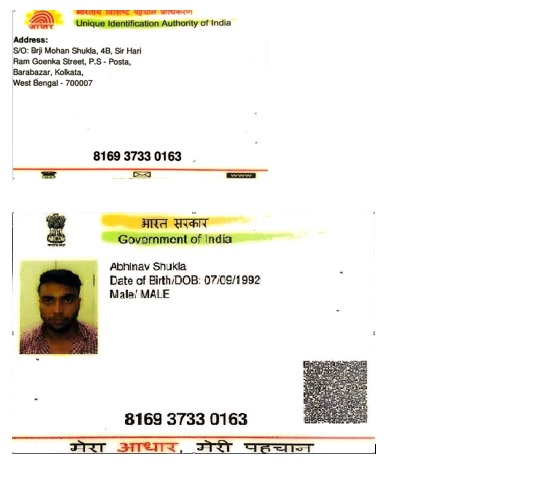 भारतीय विशिष्ट पहचान प्राधिकरण
आधार
Unique Identification Authority of India
Address:
S/O: Brji Mohan Shukla, 4B, Sir Hari
Ram Goenka Street, P.S - Posta,
Barabazar, Kolkata,
West Bengal - 700007
8169 3733 0163
www
भारत सरकार
Government of India
Abhinav Shukla
Date of Birth/DOB: 07/09/1992
Male/ MALE
8169 3733 0163
मेरा आधार, मेरी पहचान